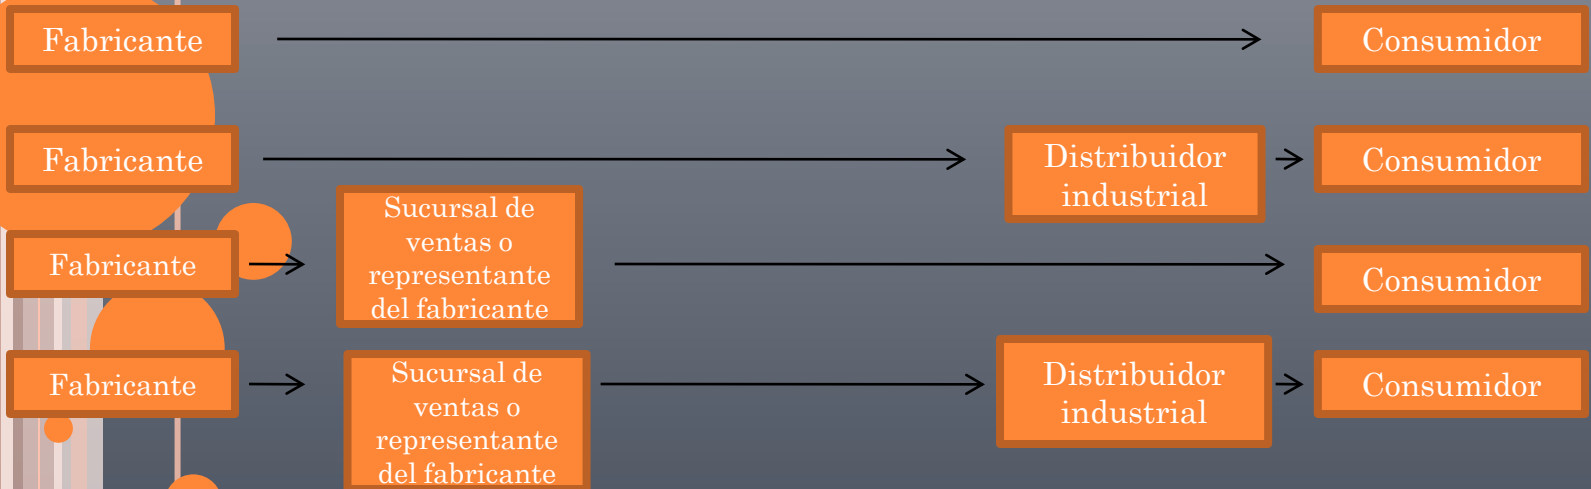 Fabricante
Consumidor
Fabricante
Distribuidor
industrial
Consumidor
Fabricante
Sucursal de
ventas o
representante
del fabricante
Consumidor
Fabricante
Sucursal de
ventas o
representante
del fabricante
Distribuidor
industrial
Consumidor